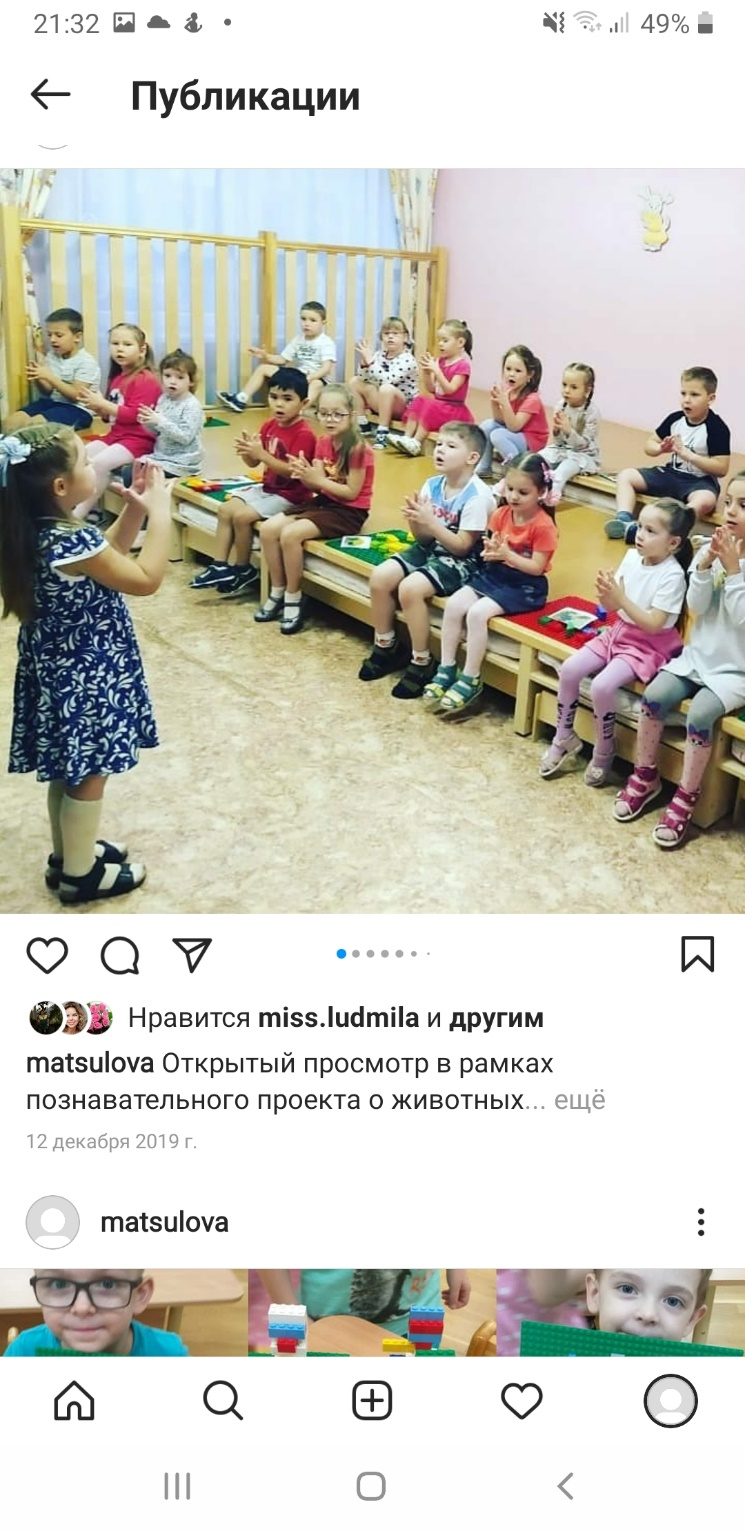 21:32 49%
Публикации
Нравится miss.ludmila и другим
matsulova Открытый просмотр в рамках
познавательного проекта о животных... ещё
12 декабря 2019 г.
matsulova